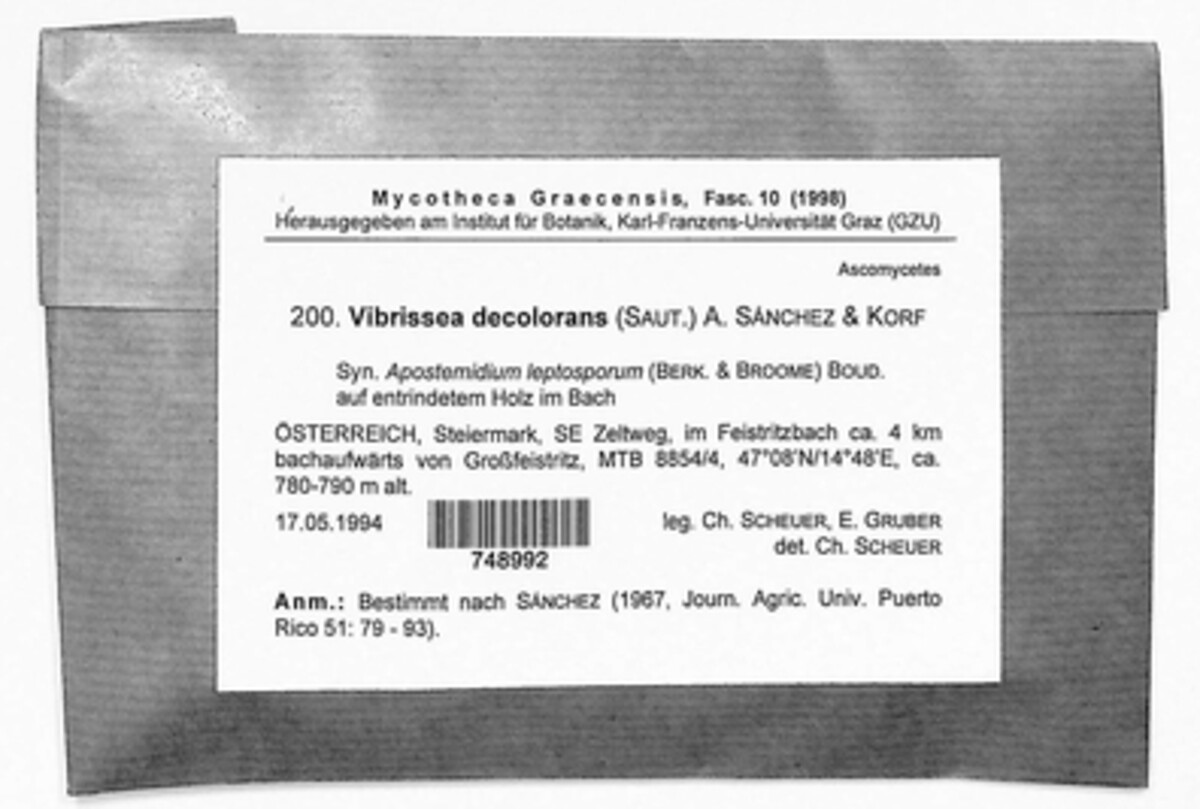 Mycotheca Graecensis, Fasc. 10 (1998)
Herausgegeben am Institut für Botanik, Karl-Franzens-Universität Graz (GZU)
Ascomycetes
200. Vibrissea decolorans (SAUT.) A. SÁNCHEZ & KORF
Syn. Apostemidium leptosporum (BERK. & BROOME) BOUD.
auf entrindetem Holz im Bach
ÖSTERREICH, Steiermark, SE Zeltweg, im Feistritzbach ca. 4 km
bachaufwärts von Großfeistritz, MTB 8854/4, 47°08'N/14°48'E, ca.
780-790 m alt.
17.05.1994
leg. Ch. SCHEUER, E. GRUBER
det. Ch. SCHEUER
748992
Anm.: Bestimmt nach SÁNCHEZ (1967, Journ. Agric. Univ. Puerto
Rico 51: 79 - 93).